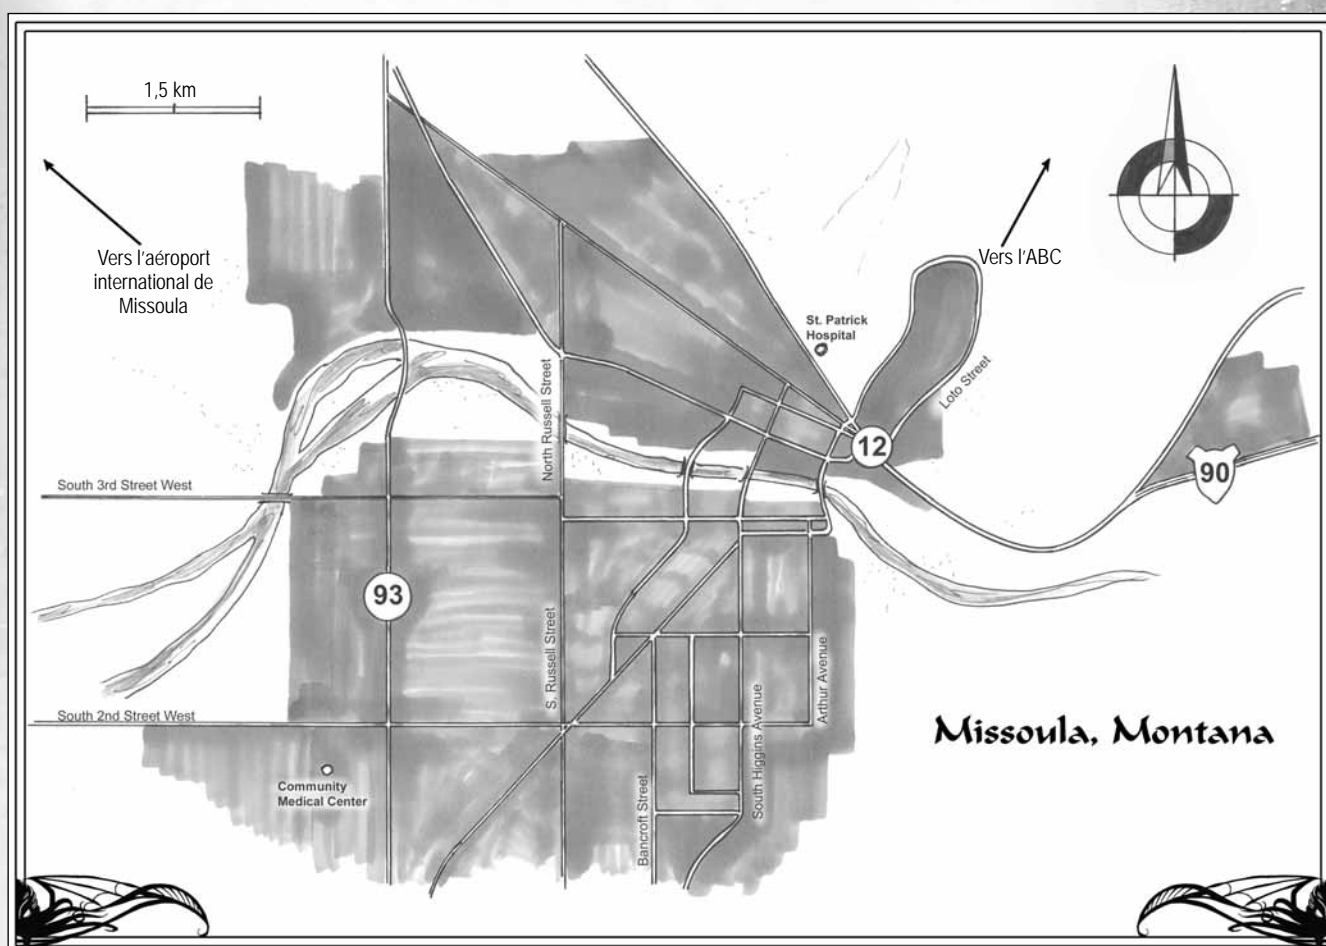 1,5 km
Vers l'aéroport
international de
Missoula
Vers l'ABC
St. Patrick
Hospital
Loto Street
North Russell Street
12
90
South 3rd Street West
93
S. Russell Street
Arthur Avenue
South 2nd Street West
South Higgins Avenue
Missoula, Montana
Community
Medical Center
Bancroft Street